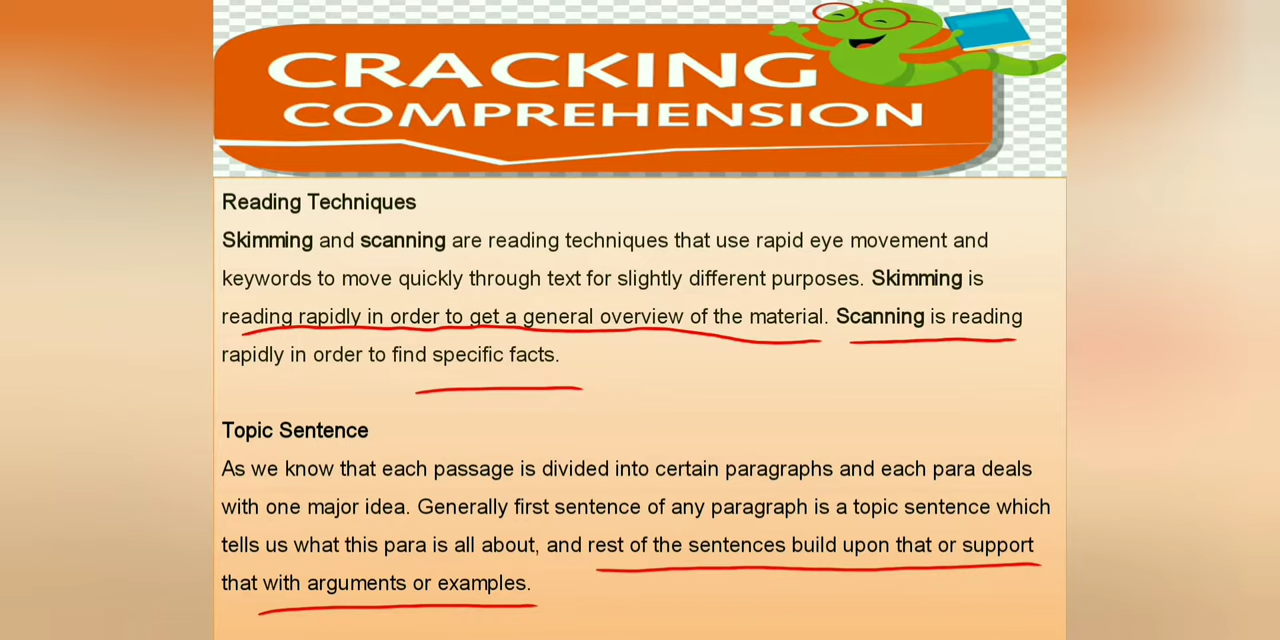 CRACKING
COMPREHENSION
Reading Techniques
Skimming and scanning are reading techniques that use rapid eye movement and
keywords to move quickly through text for slightly different purposes. Skimming is
reading rapidly in order to get a general overview of the material. Scanning is reading
rapidly in order to find specific facts.
Topic Sentence
As we know that each passage is divided into certain paragraphs and each para deals
with one major idea. Generally first sentence of any paragraph is a topic sentence which
tells us what this para is all about, and rest of the sentences build upon that or support
that with arguments or examples.